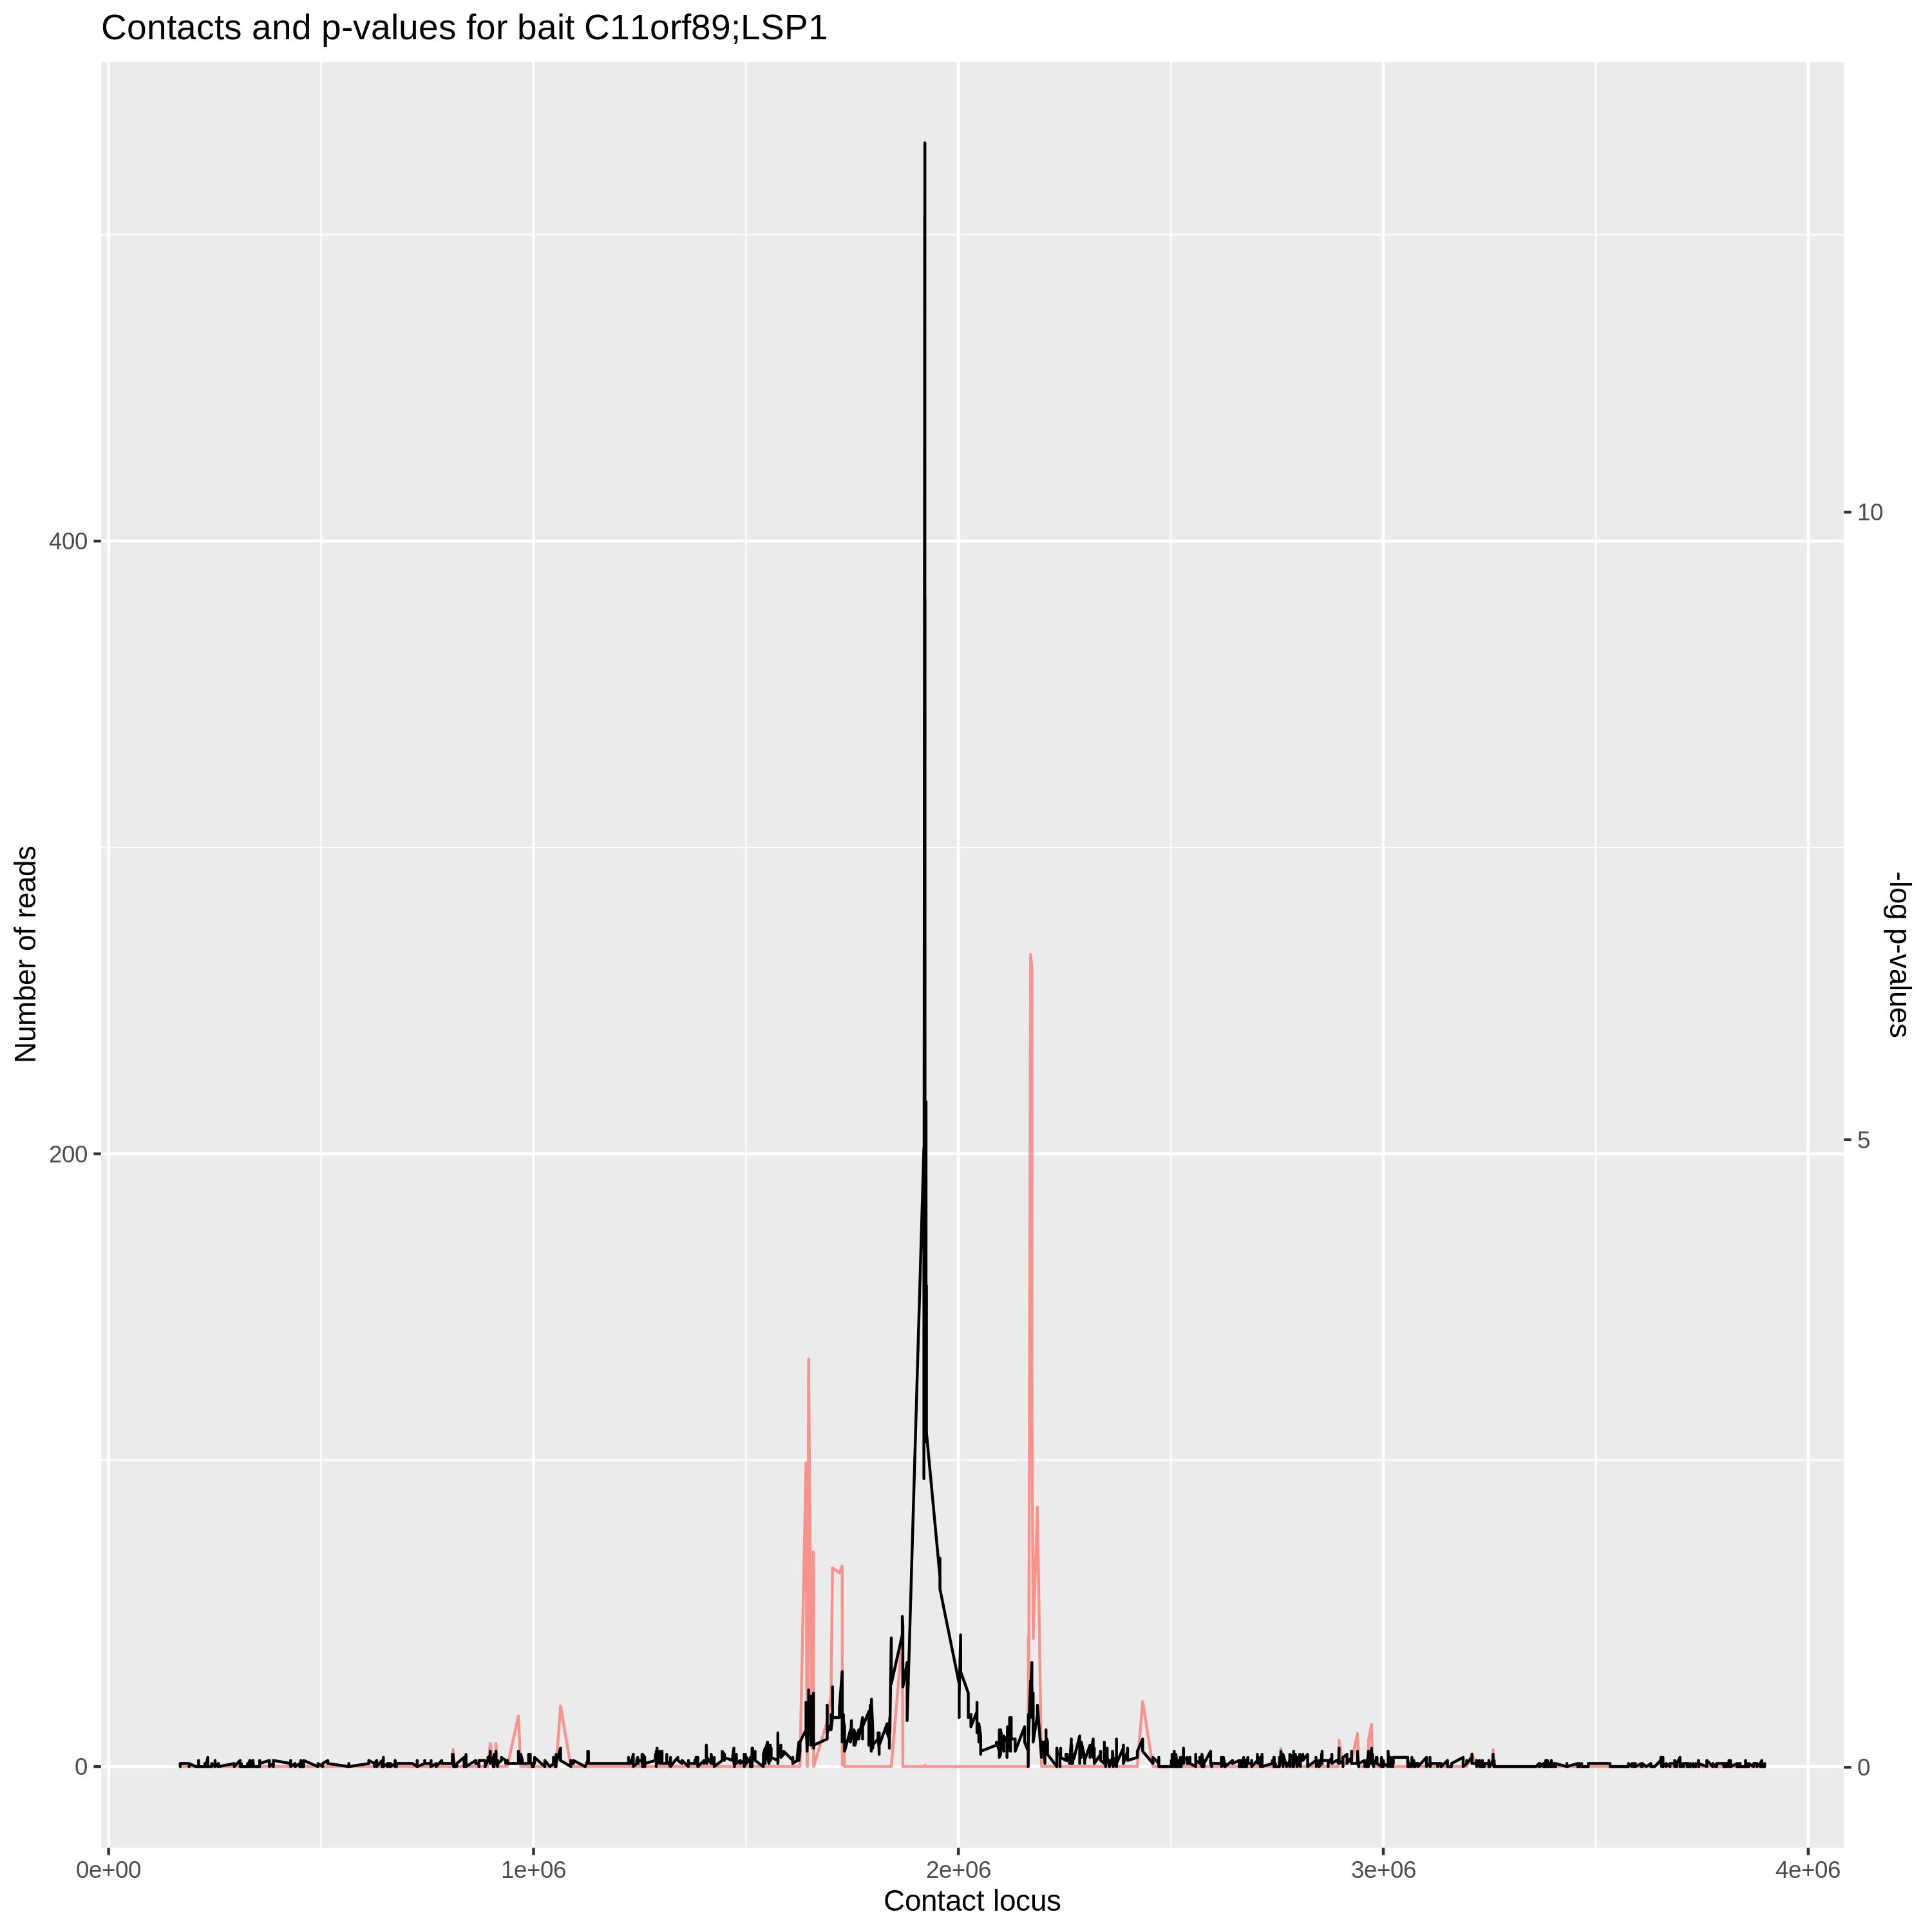 Contacts and p-values for bait C11orf89;LSP1
Number of reads
400
200
0
10
5
0
-log p-values
0e+00
1e+06
2e+06
3e+06
4e+06
Contact locus